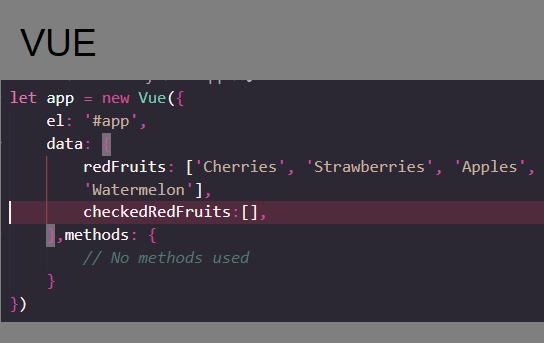 VUE
let app = new Vue({
el: '#app',
data: {
redFruits: ['Cherries', 'Strawberries', 'Apples',
'Watermelon'],
checkedRedFruits:[],
},methods: {
// No methods used
}
})